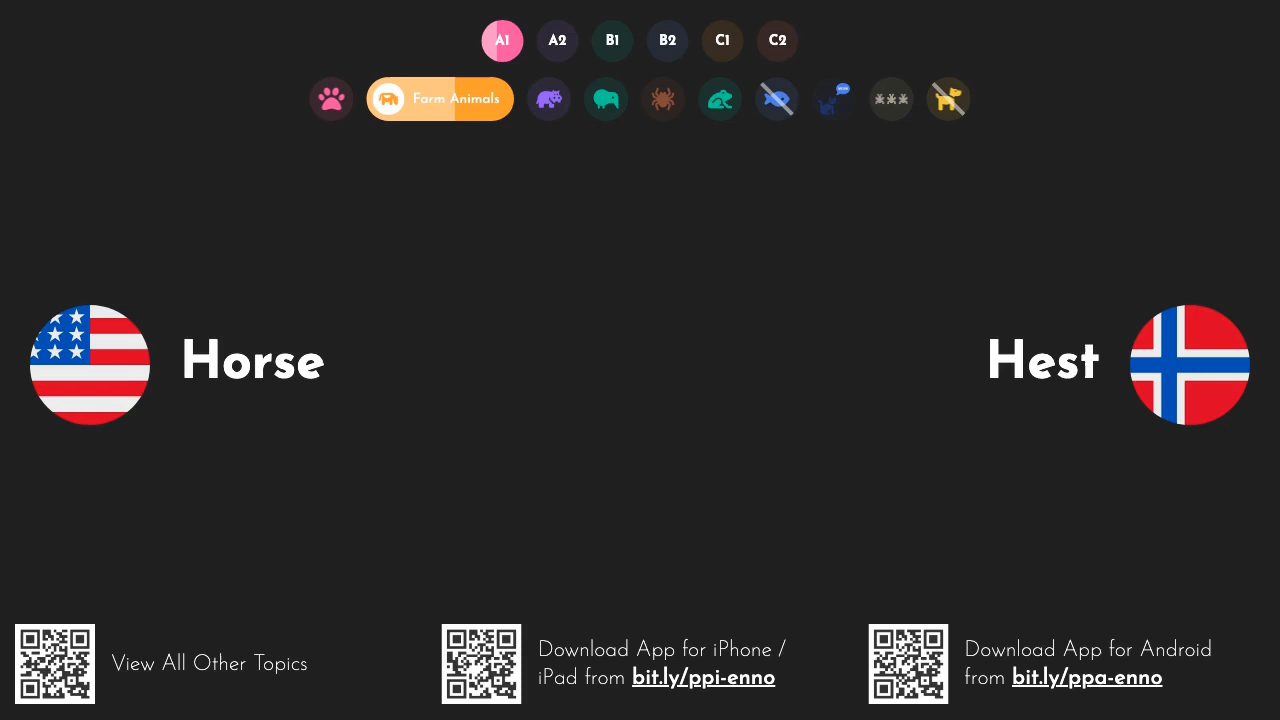 A1 A2 B1 B2 C1 C2
Farm Animals
Horse
Hest
View All Other Topics
Download App for iPhone /
iPad from bit.ly/ppi-enno
Download App for Android
from bit.ly/ppa-enno